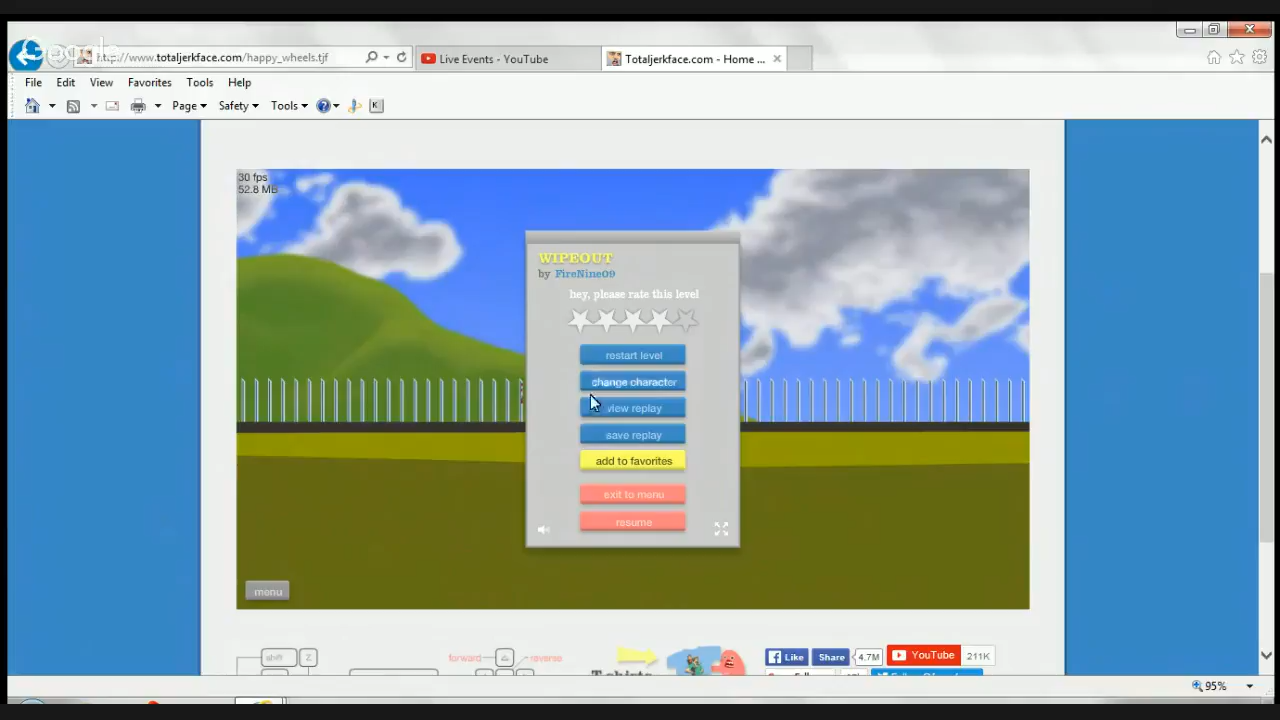 Google
http://www.totaljerkface.com/happy_wheels.tjf
Live Events - YouTube
Totaljerkface.com - Home ...
File Edit View Favorites Tools Help
Page Safety Tools
30 fps
52.8 MB
WIPEOUT
by FireNine09
hey, please rate this level
restart level
change character
view replay
save replay
add to favorites
exit to menu
resume
menu
shift Z
forward
reverse
T-shirts
Like Share 4.7M
YouTube 211K
95%